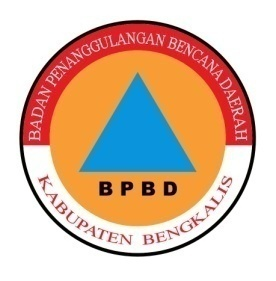 BADAN PENANGGULANGAN BENCANA DAERAH
BPBD
KABUPATEN BENGKALIS